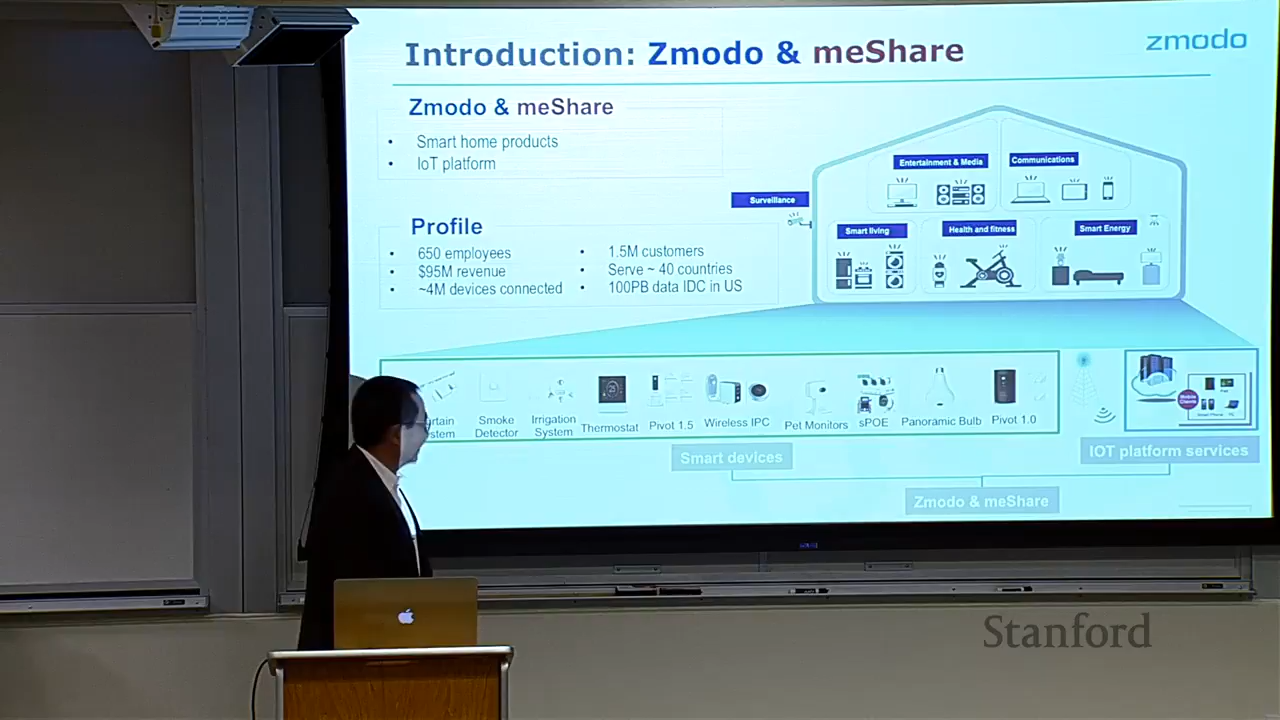 Introduction: Zmodo & meShare
zmodo
Zmodo & meShare
• Smart home products
• IoT platform
Profile
• 650 employees
• $95M revenue
• ~4M devices connected
• 1.5M customers
• Serve ~ 40 countries
• 100PB data IDC in US
Entertainment & Media
Communications
Surveillance
Smart living
Health and fitness
Smart Energy
Smoke
Detector
Irrigation
System
Thermostat
Pivot 1.5
Wireless IPC
Pet Monitors
sPOE
Panoramic Bulb
Pivot 1.0
Smart devices
IOT platform services
Zmodo & meShare
Stanford